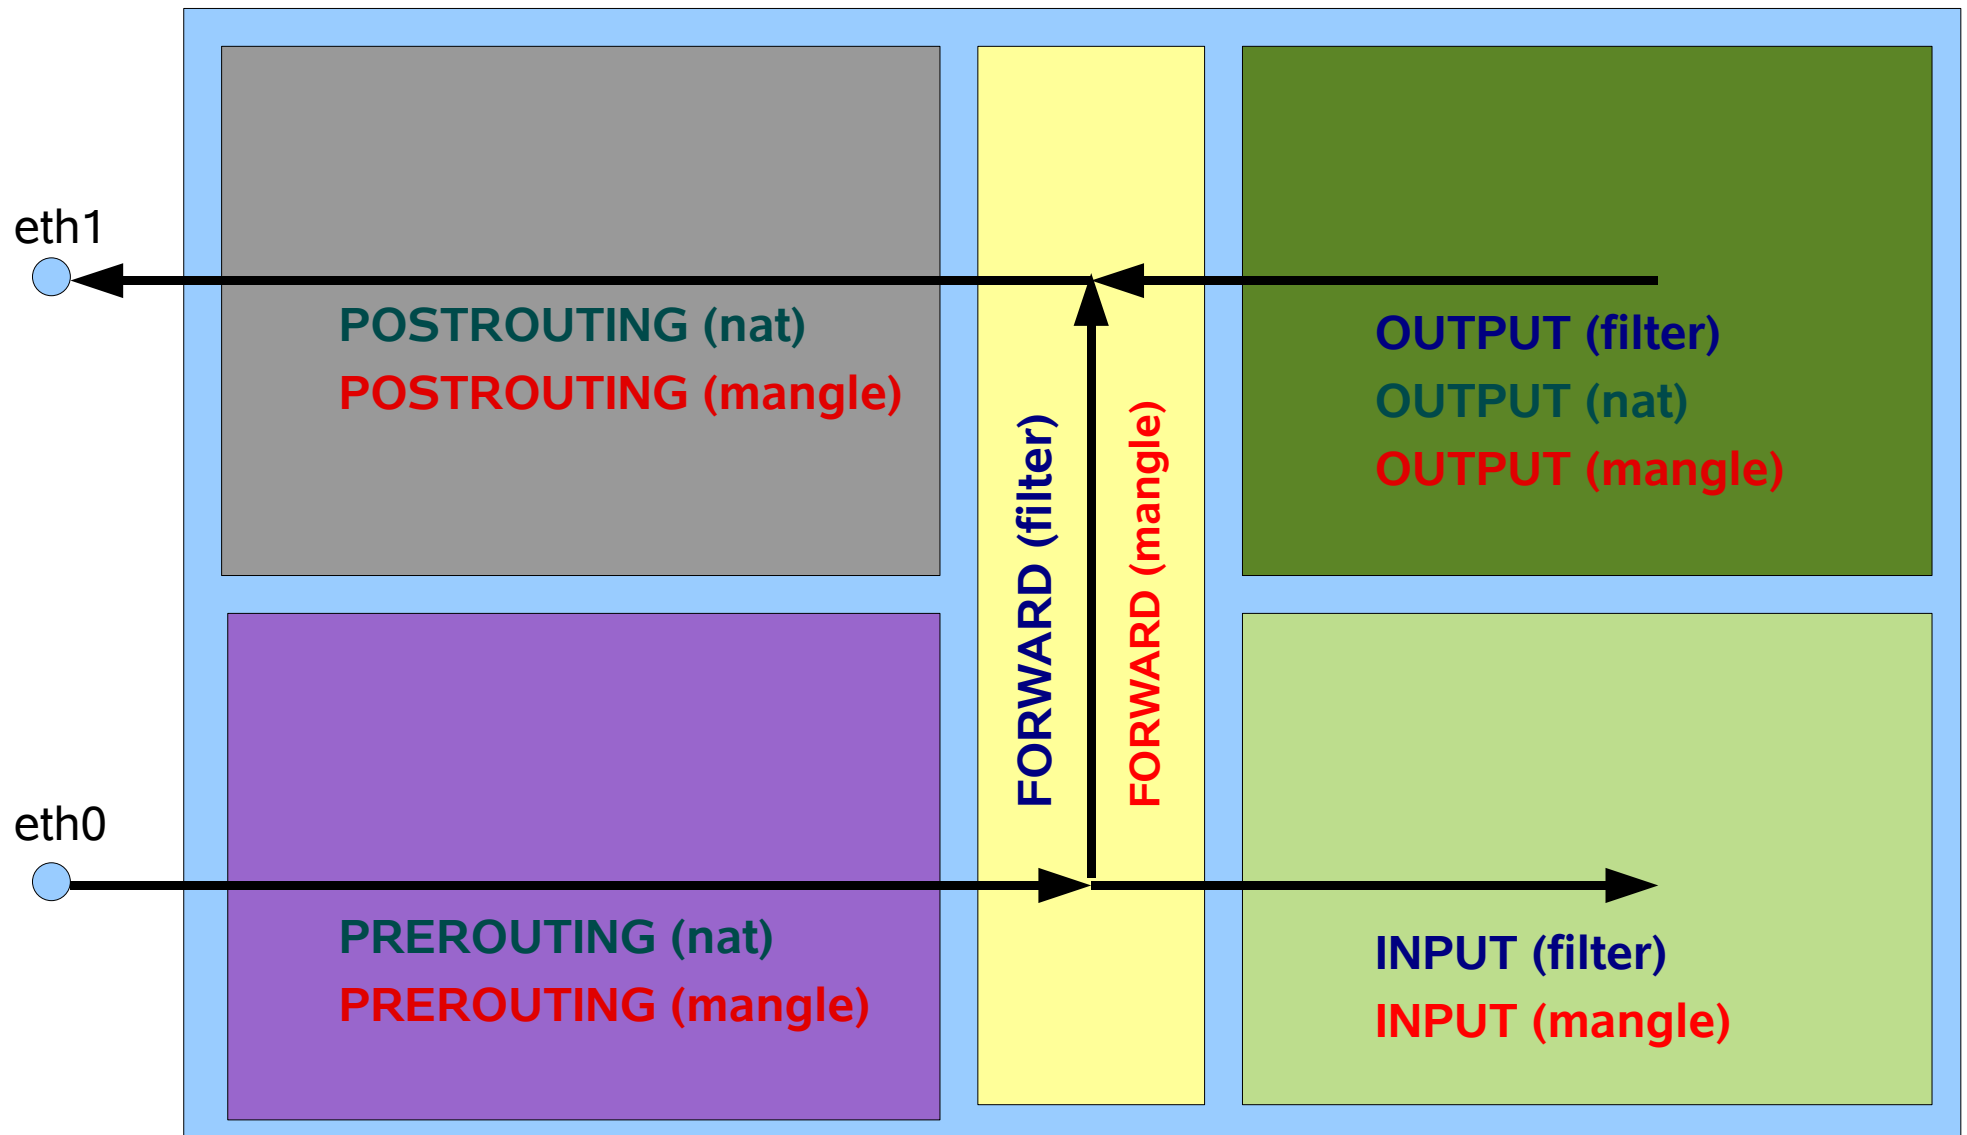 eth1
POSTROUTING (nat)
POSTROUTING (mangle)
OUTPUT (filter)
OUTPUT (nat)
OUTPUT (mangle)
FORWARD (filter)
FORWARD (mangle)
eth0
PREROUTING (nat)
PREROUTING (mangle)
INPUT (filter)
INPUT (mangle)